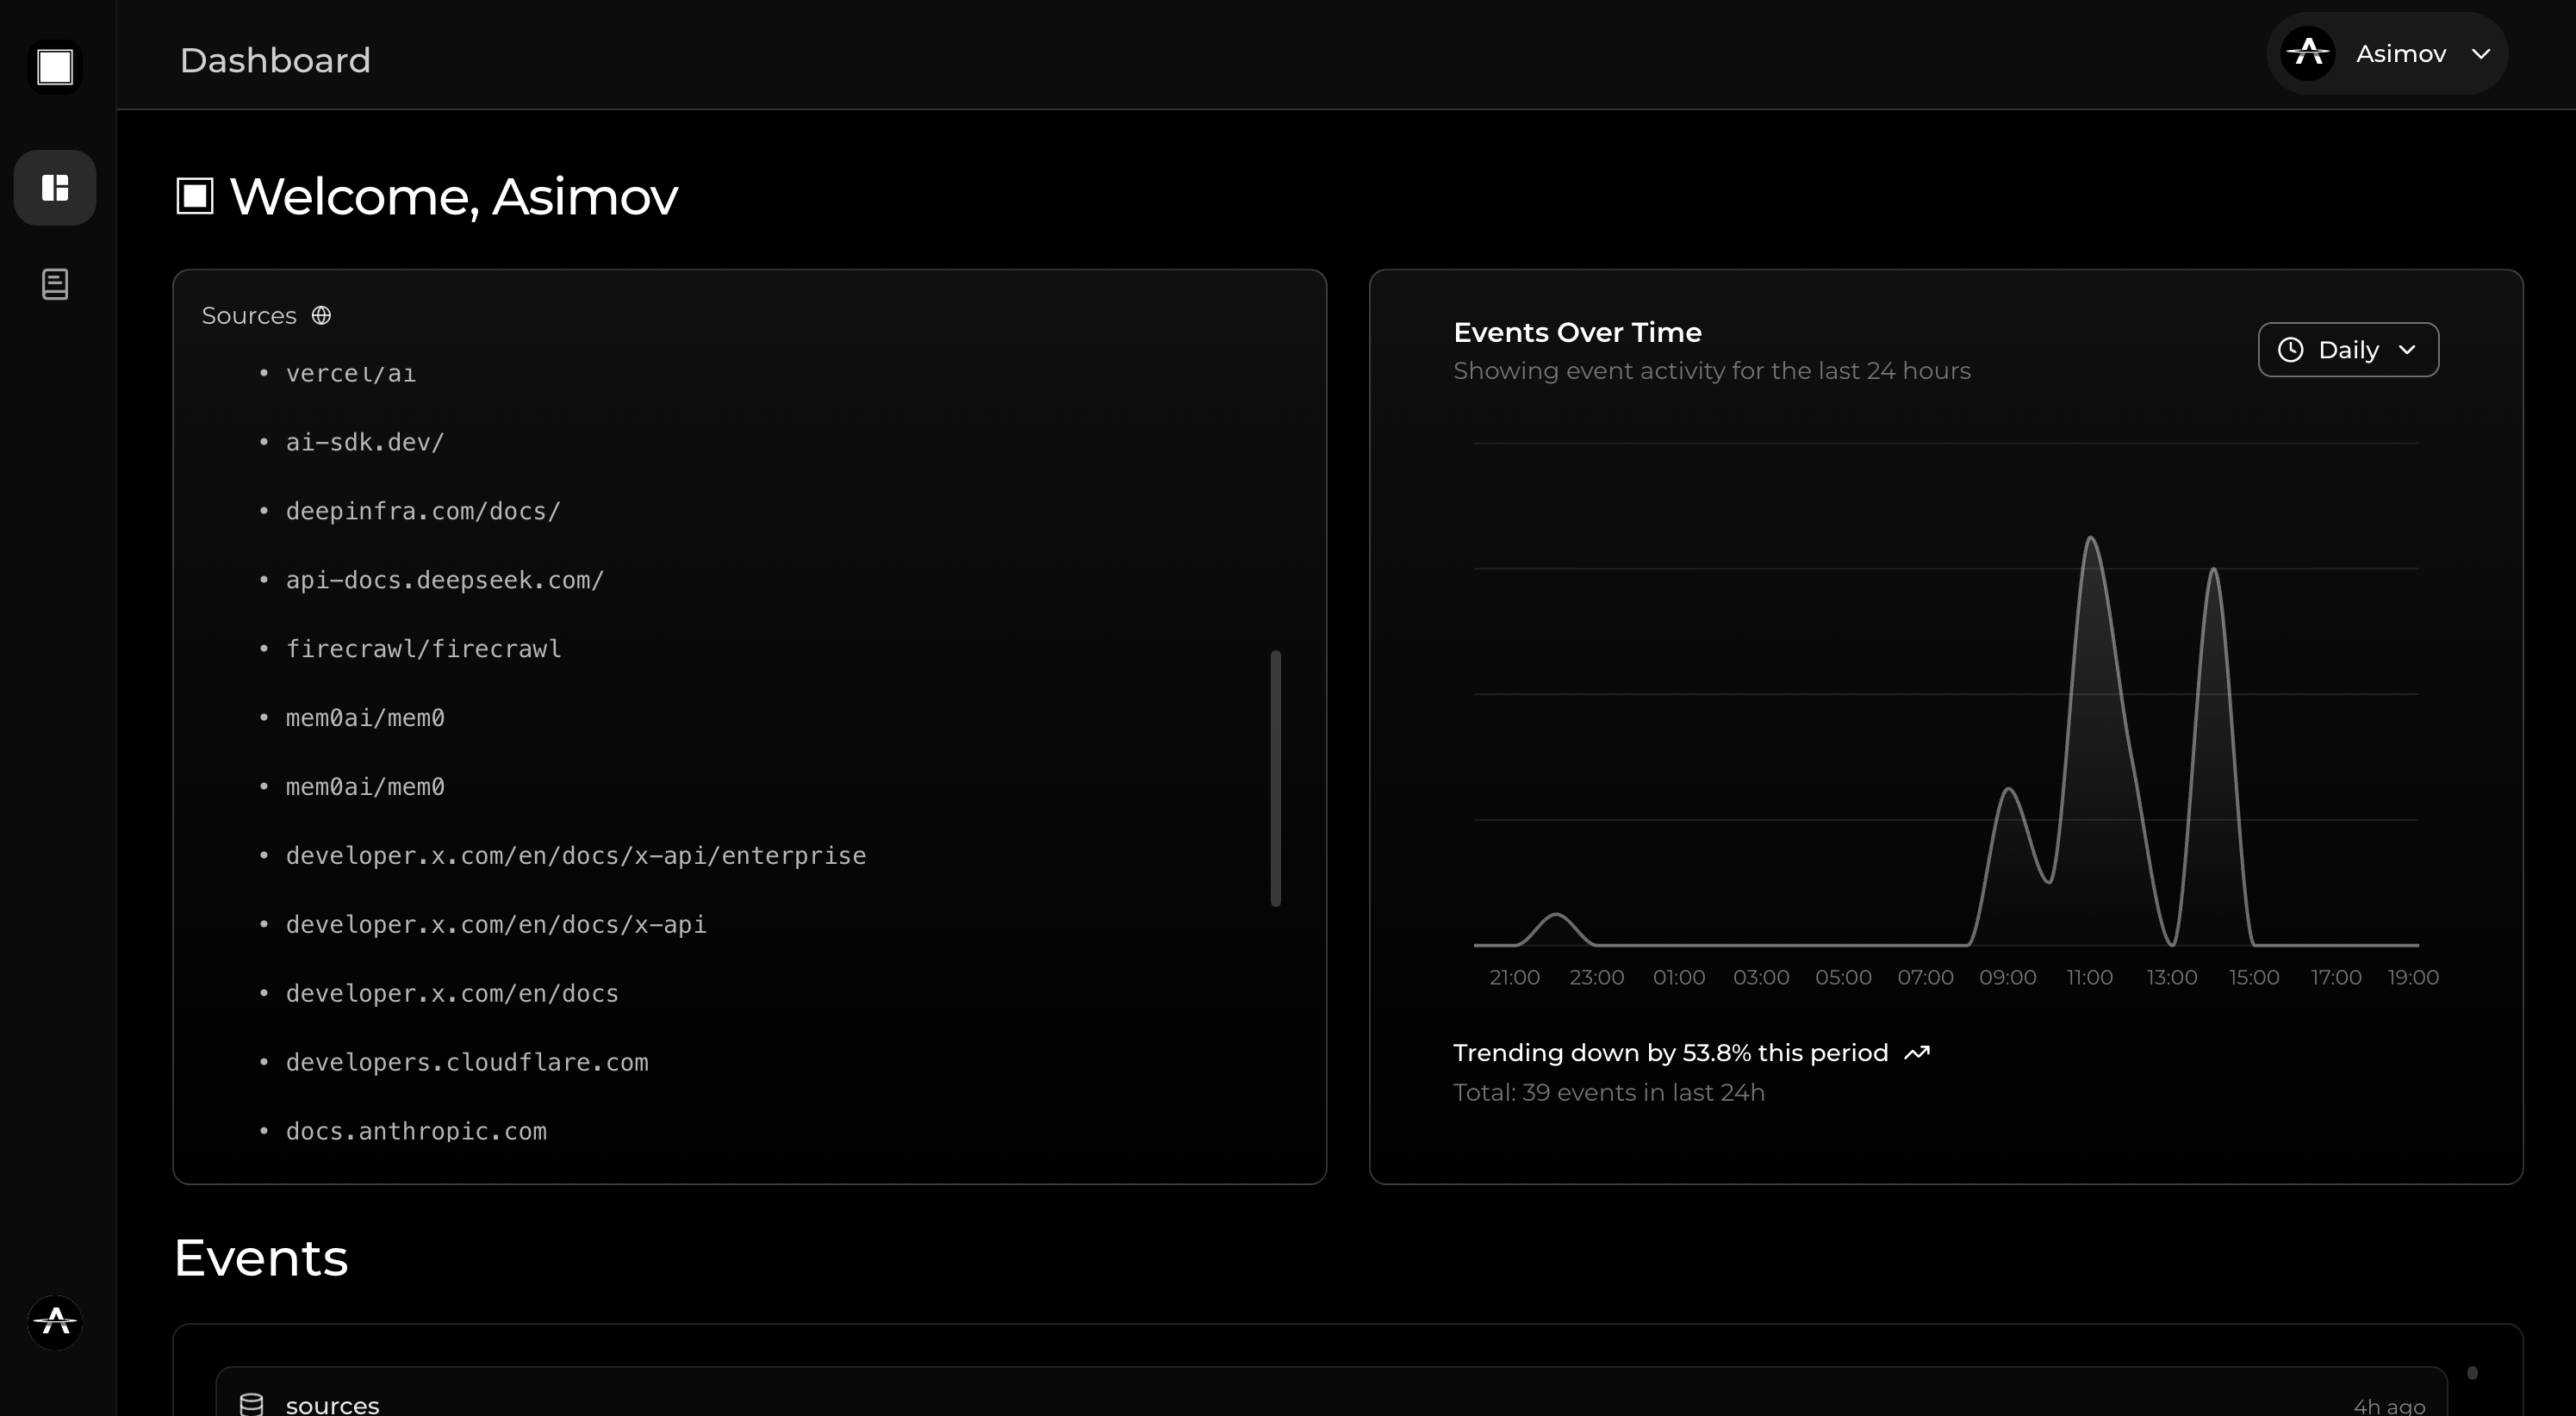 Dashboard
Asimov
Welcome, Asimov
Sources
• vercel/ai
• ai-sdk.dev/
• deepinfra.com/docs/
• api-docs.deepseek.com/
• firecrawl/firecrawl
• mem0ai/mem0
• mem0ai/mem0
• developer.x.com/en/docs/x-api/enterprise
• developer.x.com/en/docs/x-api
• developer.x.com/en/docs
• developers.cloudflare.com
• docs.anthropic.com
Events Over Time
Showing event activity for the last 24 hours
Daily
21:00 23:00 01:00 03:00 05:00 07:00 09:00 11:00 13:00 15:00 17:00 19:00
Trending down by 53.8% this period
Total: 39 events in last 24h
Events
sources
4h ago